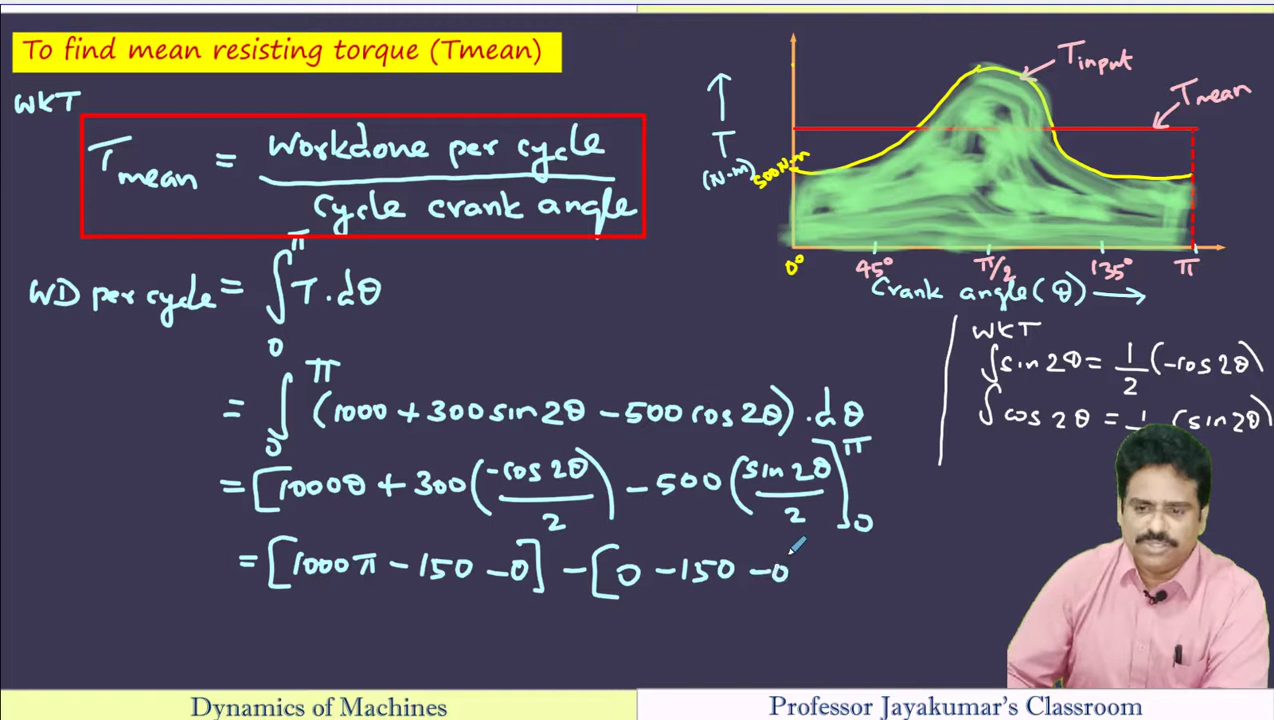 To find mean resisting torque (Tmean)
WKT
Tmean = Workdone per cycle / Cycle crank angle
WD per cycle = ∫₀^π T.dθ
= ∫₀^π (1000 + 300 sin 2θ - 500 cos 2θ) .dθ
= [1000θ + 300 (-cos 2θ / 2) - 500 (sin 2θ / 2)]₀^π
= [1000π - 150 - 0] - [0 - 150 - 0
Tinput
Tmean
T
(N-m)
500 N.m
0° 45° π/2 135° π
Crank angle (θ) →
WKT
∫sin 2θ = 1/2 (-cos 2θ)
∫cos 2θ = 1 (sin 2θ)
Dynamics of Machines
Professor Jayakumar's Classroom